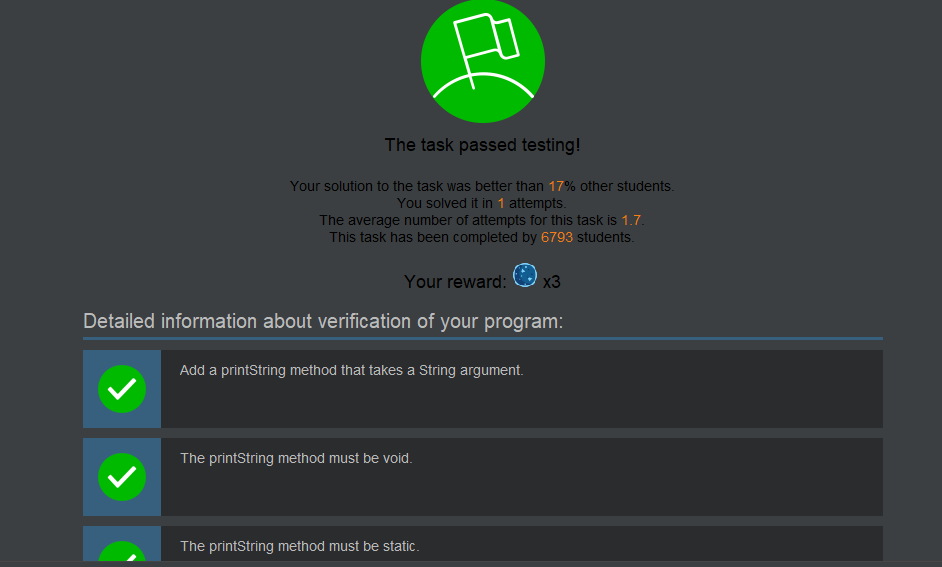 The task passed testing!
Your solution to the task was better than 17% other students.
You solved it in 1 attempts.
The average number of attempts for this task is 1.7.
This task has been completed by 6793 students.
Your reward: x3
Detailed information about verification of your program:
Add a printString method that takes a String argument.
The printString method must be void.
The printString method must be static.